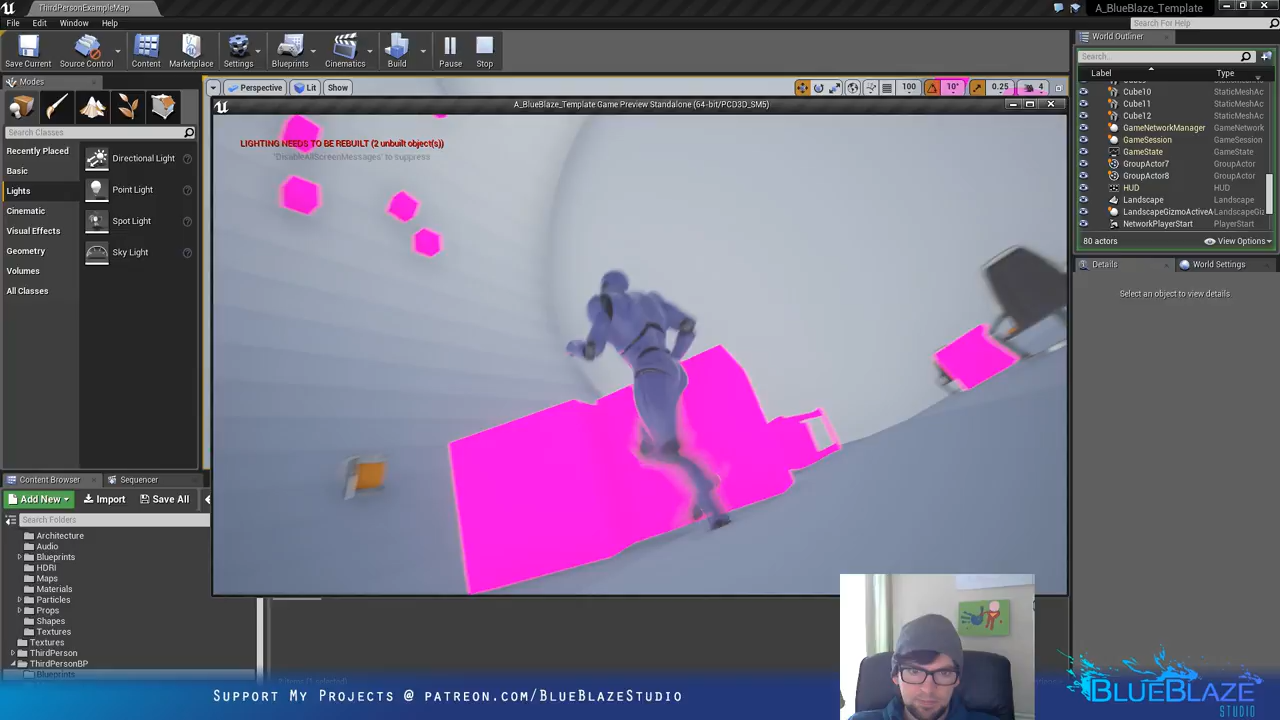 ThirdPersonExampleMap
A_BlueBlaze_Template
File Edit Window Help
Search For Help
Save Current Source Control Content Marketplace Settings Blueprints Cinematics Build Pause Stop
World Outliner
Search...
Label Type
Modes
Perspective Lit Show 100 10° 0.25 4
A_BlueBlaze_Template Game Preview Standalone (64-bit/PCD3D_SM5)
Cube10 StaticMeshAc
Cube11 StaticMeshAc
Cube12 StaticMeshAc
GameNetworkManager GameNetwork
GameSession GameSession
GameState GameState
GroupActor7 GroupActor
GroupActor8 GroupActor
HUD HUD
Landscape Landscape
LandscapeGizmoActiveA LandscapeGiz
NetworkPlayerStart PlayerStart
80 actors View Options
Details World Settings
Select an object to view details.
Search Classes
Recently Placed
Basic
Lights
Cinematic
Visual Effects
Geometry
Volumes
All Classes
Directional Light
Point Light
Spot Light
Sky Light
LIGHTING NEEDS TO BE REBUILT (2 unbuilt object(s))
'DisableAllScreenMessages' to suppress
Content Browser Sequencer
Add New Import Save All
Search Folders
Architecture
Audio
Blueprints
HDRI
Maps
Materials
Particles
Props
Shapes
Textures
Textures
ThirdPerson
ThirdPersonBP
Blueprints
Support My Projects @ patreon.com/BlueBlazeStudio
BlueBlaze
Studio